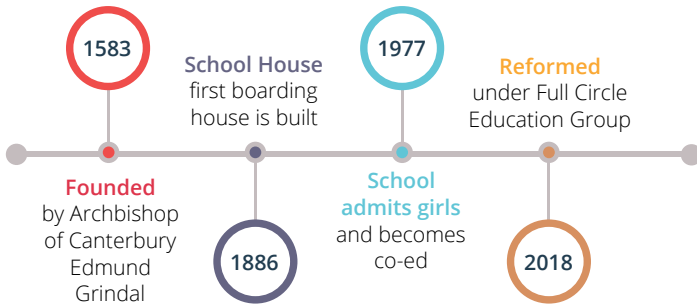 1583
Founded
by Archbishop
of Canterbury
Edmund
Grindal
School House
first boarding
house is built
1886
1977
School
admits girls
and becomes
co-ed
Reformed
under Full Circle
Education Group
2018